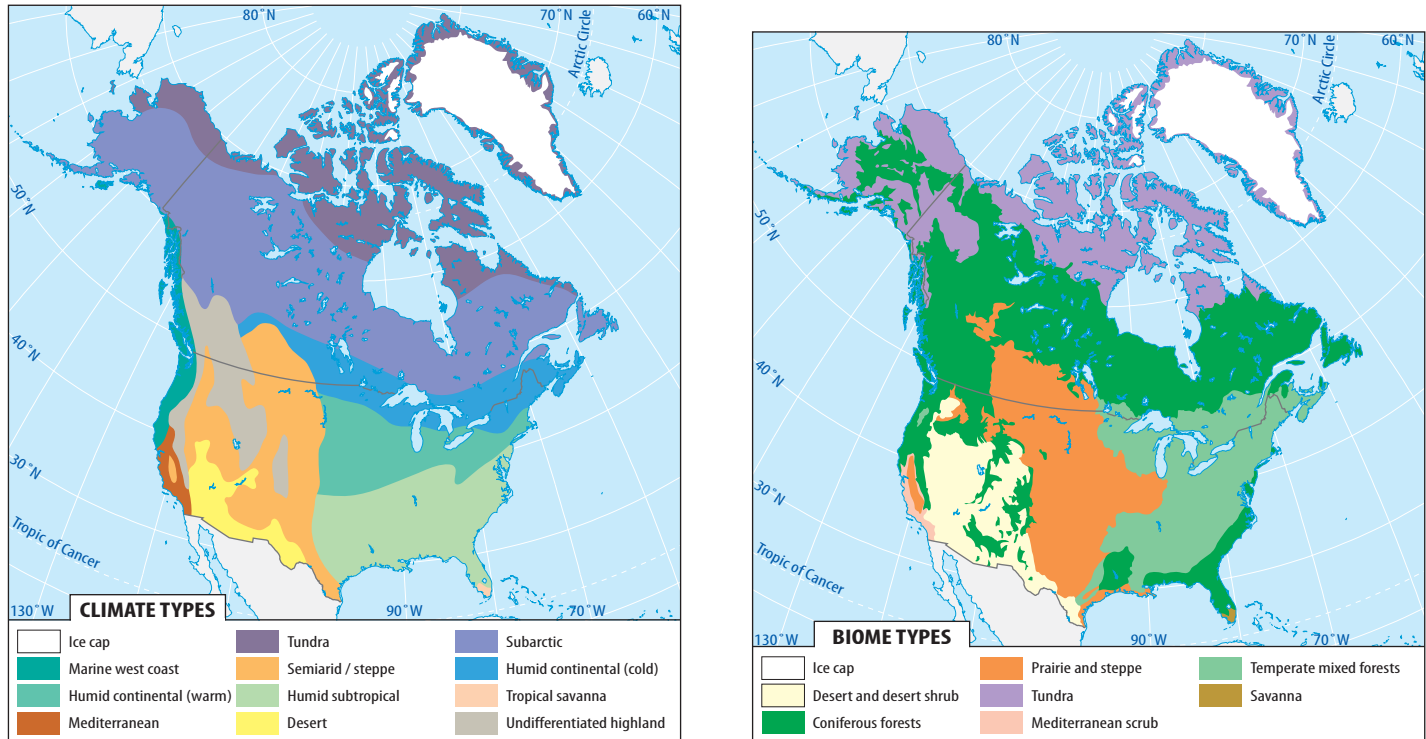 80°N
70°N
60°N
Arctic Circle
50°N
40°N
30°N
Tropic of Cancer
130°W
90°W
70°W
CLIMATE TYPES
Ice cap
Tundra
Subarctic
Marine west coast
Semiarid / steppe
Humid continental (cold)
Humid continental (warm)
Humid subtropical
Tropical savanna
Mediterranean
Desert
Undifferentiated highland
80°N
70°N
60°N
Arctic Circle
50°N
40°N
30°N
Tropic of Cancer
130°W
90°W
70°W
BIOME TYPES
Ice cap
Prairie and steppe
Temperate mixed forests
Desert and desert shrub
Tundra
Savanna
Coniferous forests
Mediterranean scrub